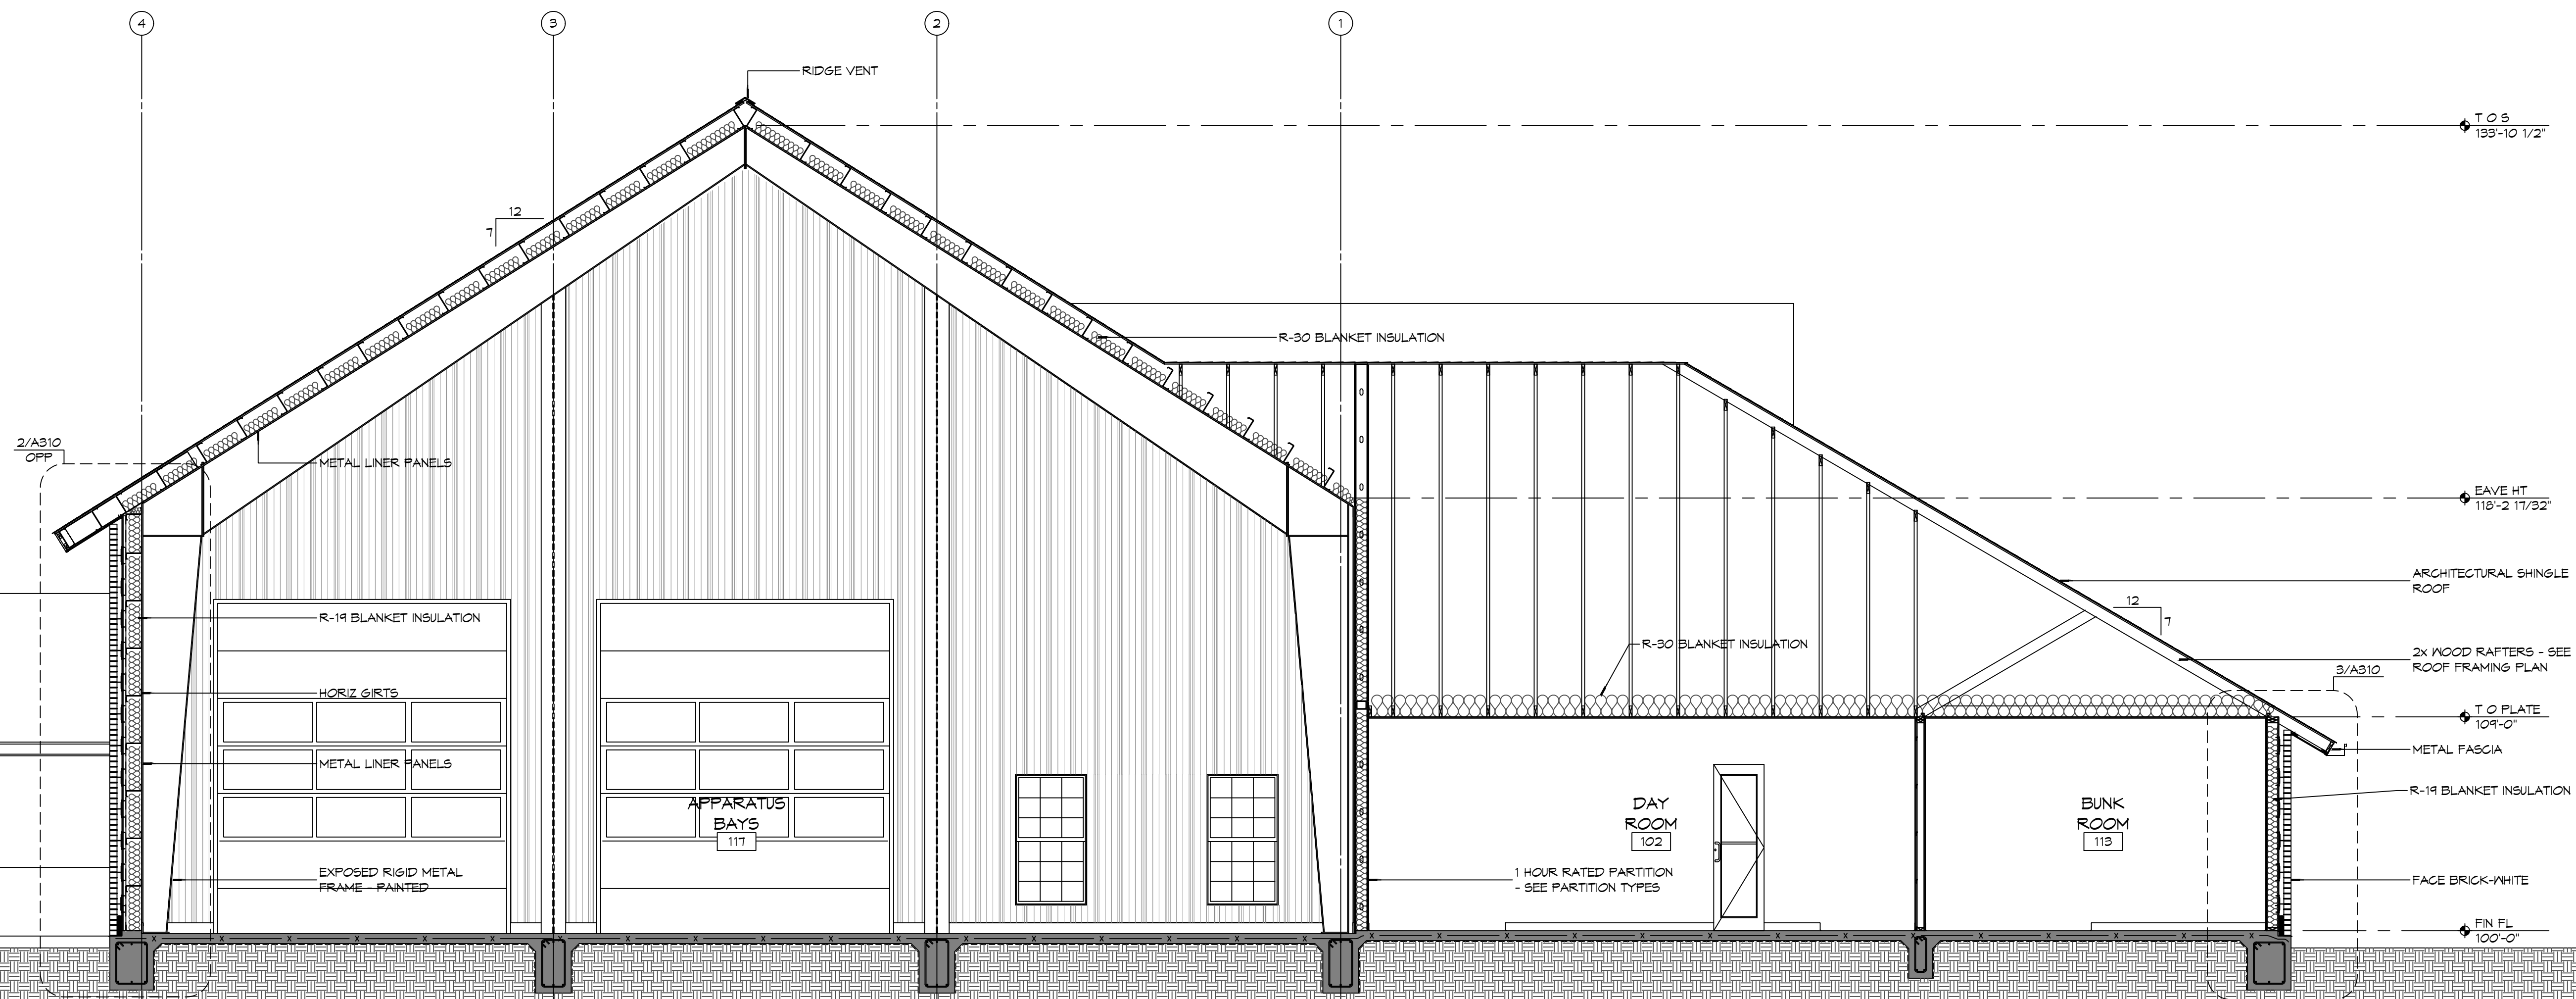 4
3
2
1
RIDGE VENT
T O S
133'-10 1/2"
12
7
R-30 BLANKET INSULATION
2/A310
OPP
METAL LINER PANELS
EAVE HT
118'-2 17/32"
ARCHITECTURAL SHINGLE
ROOF
12
7
R-19 BLANKET INSULATION
R-30 BLANKET INSULATION
2x WOOD RAFTERS - SEE
ROOF FRAMING PLAN
3/A310
HORIZ GIRTS
T O PLATE
109'-0"
METAL FASCIA
METAL LINER PANELS
R-19 BLANKET INSULATION
APPARATUS
BAYS
117
DAY
ROOM
102
BUNK
ROOM
113
EXPOSED RIGID METAL
FRAME - PAINTED
1 HOUR RATED PARTITION
- SEE PARTITION TYPES
FACE BRICK-WHITE
FIN FL
100'-0"